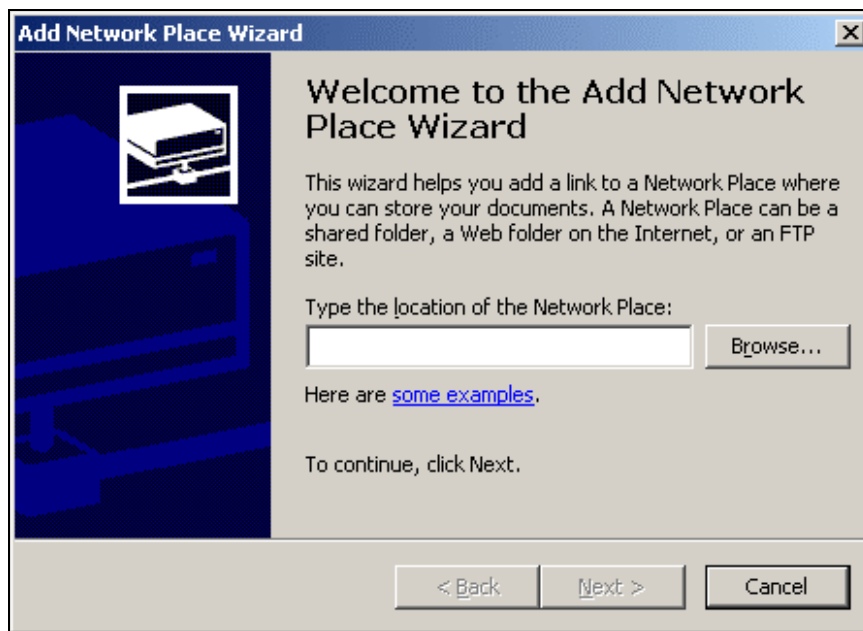 Add Network Place Wizard
Welcome to the Add Network
Place Wizard
This wizard helps you add a link to a Network Place where
you can store your documents. A Network Place can be a
shared folder, a Web folder on the Internet, or an FTP
site.
Type the location of the Network Place:
Browse...
Here are some examples.
To continue, click Next.
< Back
Next >
Cancel